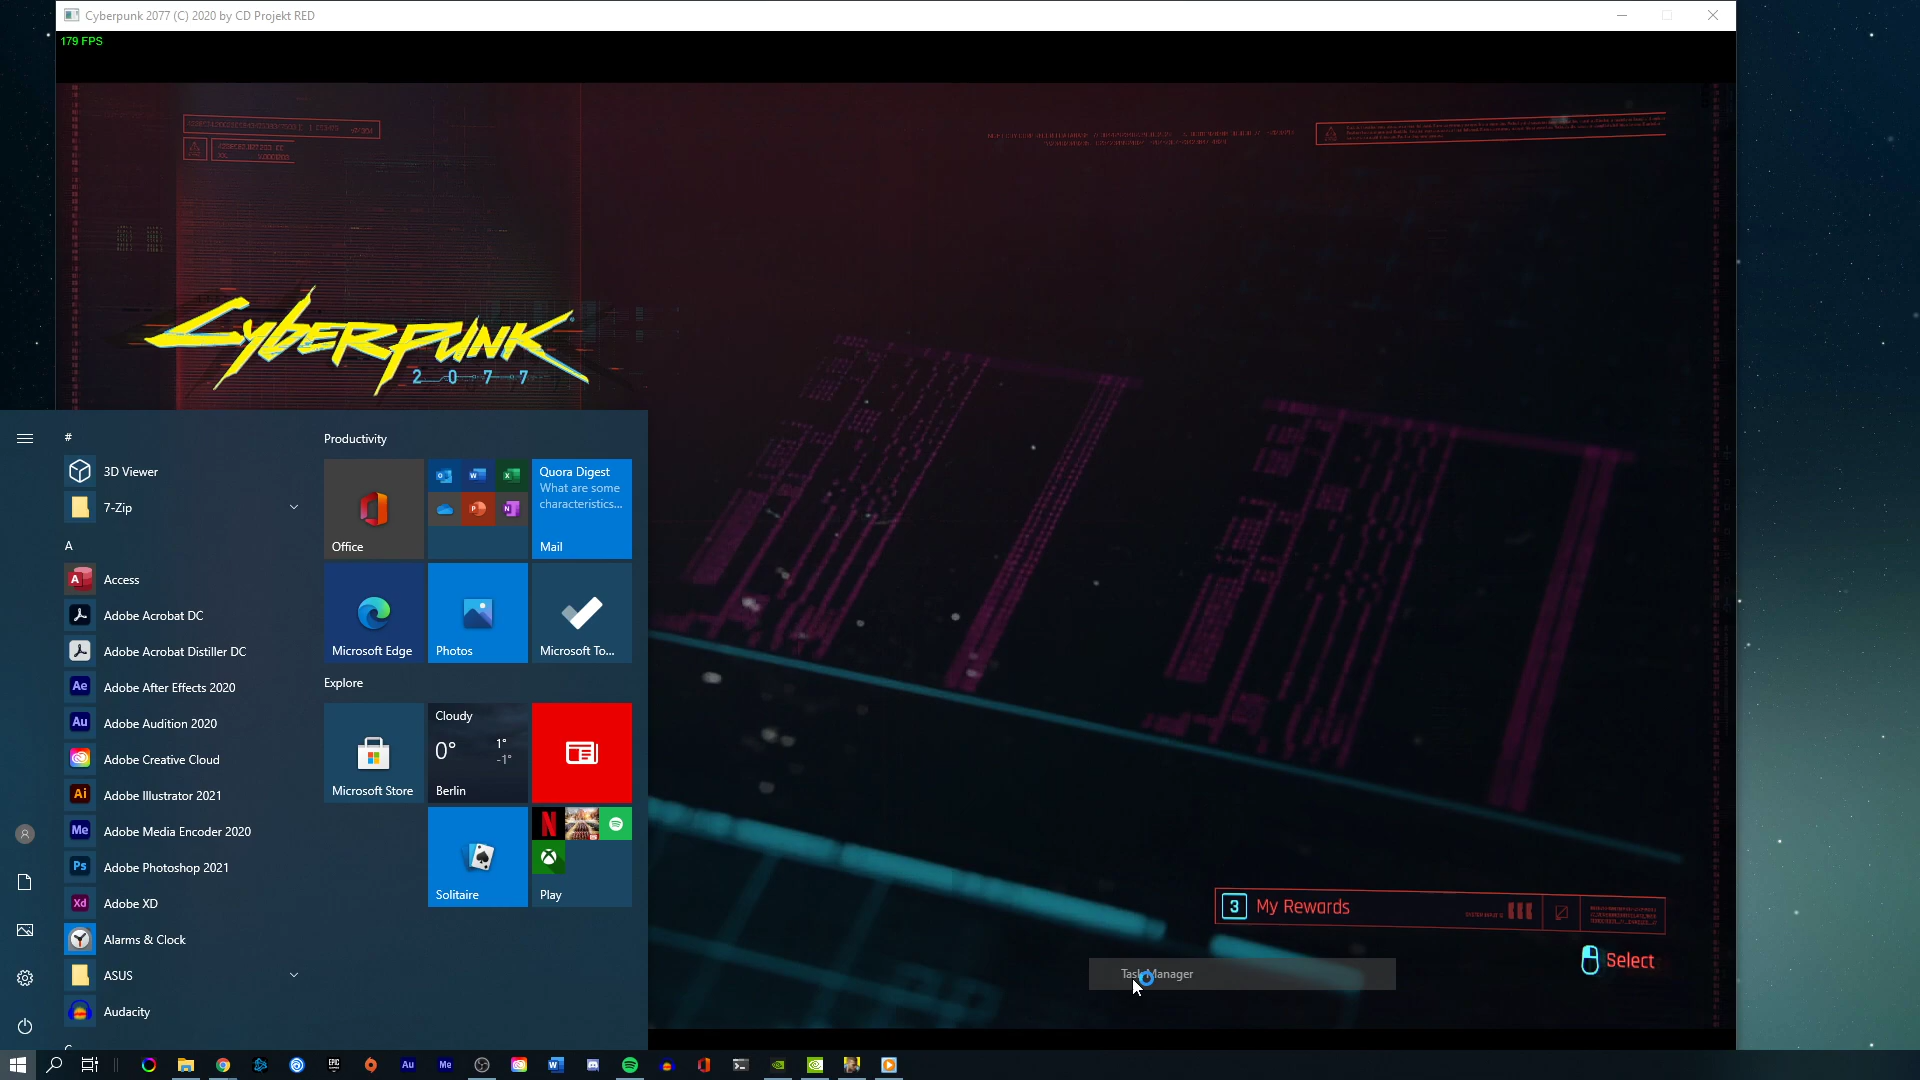 Cyberpunk 2077 (C) 2020 by CD Projekt RED
179 FPS
CYBERPUNK
2077
#
3D Viewer
7-Zip
A
Access
Adobe Acrobat DC
Adobe Acrobat Distiller DC
Adobe After Effects 2020
Adobe Audition 2020
Adobe Creative Cloud
Adobe Illustrator 2021
Adobe Media Encoder 2020
Adobe Photoshop 2021
Adobe XD
Alarms & Clock
ASUS
Audacity
Productivity
Office
Quora Digest
What are some
characteristics...
Mail
Microsoft Edge
Photos
Microsoft To...
Explore
Microsoft Store
Cloudy
0°
1°
-1°
Berlin
Solitaire
Play
3 My Rewards
Select
Task Manager